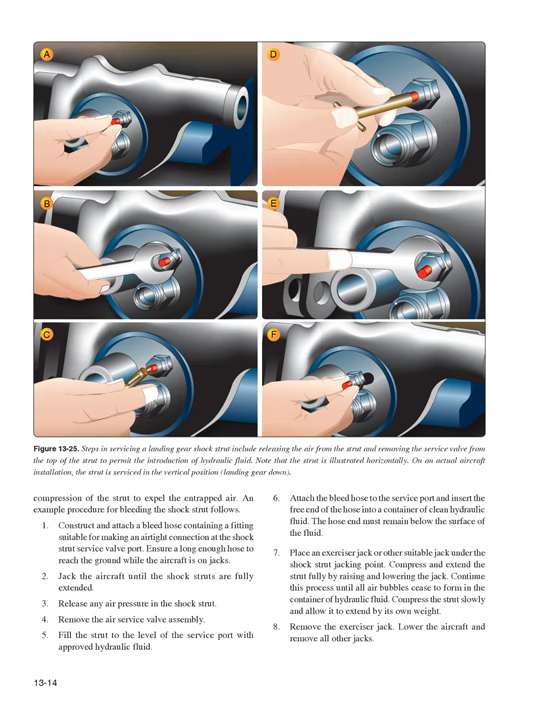 A
D
B
E
C
F
Figure 13-25. Steps in servicing a landing gear shock strut include releasing the air from the strut and removing the service valve from
the top of the strut to permit the introduction of hydraulic fluid. Note that the strut is illustrated horizontally. On an actual aircraft
installation, the strut is serviced in the vertical position (landing gear down).
compression of the strut to expel the entrapped air. An
example procedure for bleeding the shock strut follows.
1. Construct and attach a bleed hose containing a fitting
suitable for making an airtight connection at the shock
strut service valve port. Ensure a long enough hose to
reach the ground while the aircraft is on jacks.
2. Jack the aircraft until the shock struts are fully
extended.
3. Release any air pressure in the shock strut.
4. Remove the air service valve assembly.
5. Fill the strut to the level of the service port with
approved hydraulic fluid.
6. Attach the bleed hose to the service port and insert the
free end of the hose into a container of clean hydraulic
fluid. The hose end must remain below the surface of
the fluid.
7. Place an exerciser jack or other suitable jack under the
shock strut jacking point. Compress and extend the
strut fully by raising and lowering the jack. Continue
this process until all air bubbles cease to form in the
container of hydraulic fluid. Compress the strut slowly
and allow it to extend by its own weight.
8. Remove the exerciser jack. Lower the aircraft and
remove all other jacks.
13-14